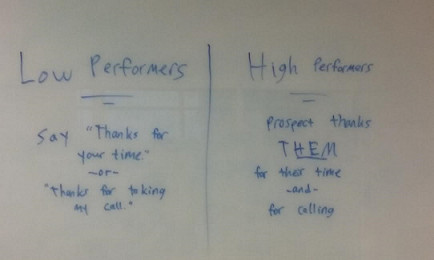 Low Performers
Say "Thanks for
your time."
-or-
"Thanks for taking
my call."
High Performers
Prospect thanks
THEM
for their time
-and-
for calling